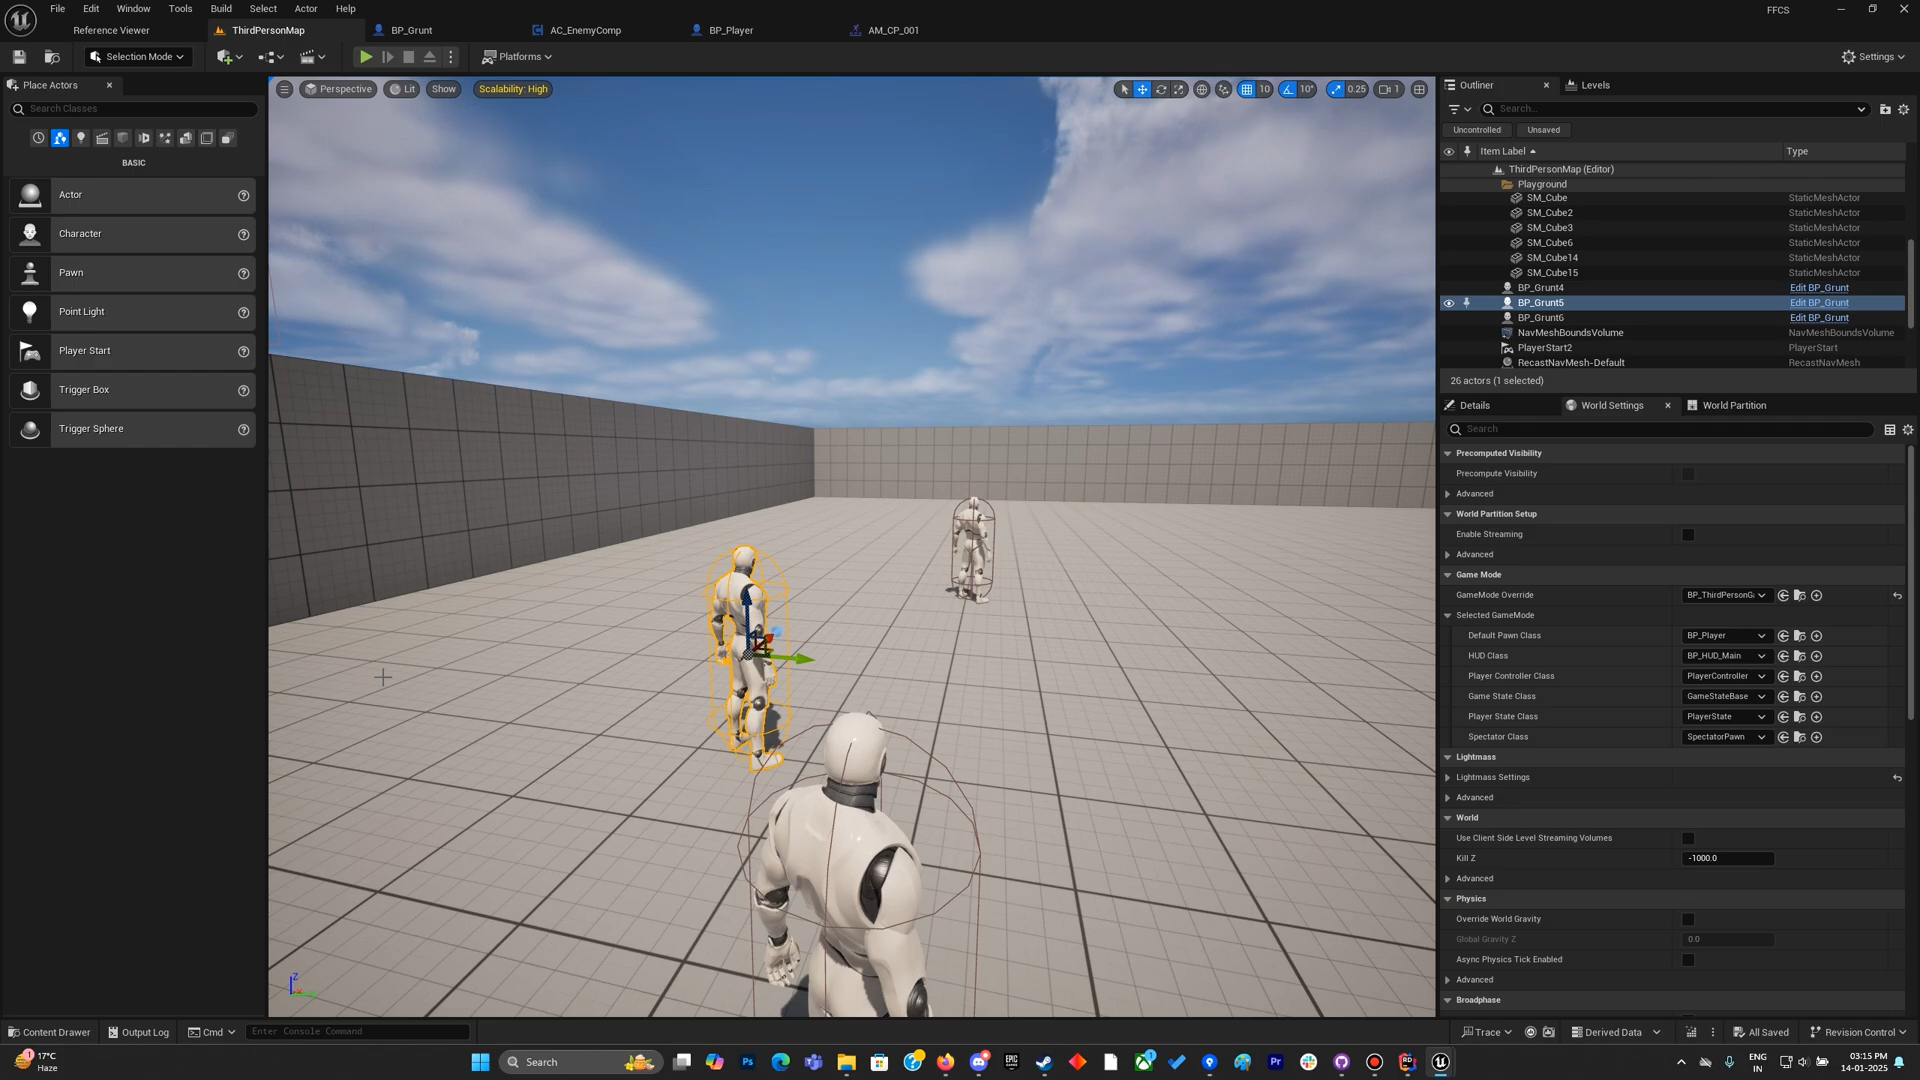 File Edit Window Tools Build Select Actor Help
FFCS
Reference Viewer ThirdPersonMap BP_Grunt AC_EnemyComp BP_Player AM_CP_001
Selection Mode Platforms Settings
Place Actors
Search Classes
BASIC
Actor
Character
Pawn
Point Light
Player Start
Trigger Box
Trigger Sphere
Perspective Lit Show Scalability: High 10 10° 0.25 1
Z
Outliner Levels
Search...
Uncontrolled Unsaved
Item Label Type
ThirdPersonMap (Editor)
Playground
SM_Cube StaticMeshActor
SM_Cube2 StaticMeshActor
SM_Cube3 StaticMeshActor
SM_Cube6 StaticMeshActor
SM_Cube14 StaticMeshActor
SM_Cube15 StaticMeshActor
BP_Grunt4 Edit BP_Grunt
BP_Grunt5 Edit BP_Grunt
BP_Grunt6 Edit BP_Grunt
NavMeshBoundsVolume NavMeshBoundsVolume
PlayerStart2 PlayerStart
RecastNavMesh-Default RecastNavMesh
26 actors (1 selected)
Details World Settings World Partition
Search
Precomputed Visibility
Precompute Visibility
Advanced
World Partition Setup
Enable Streaming
Advanced
Game Mode
GameMode Override BP_ThirdPersonGa
Selected GameMode
Default Pawn Class BP_Player
HUD Class BP_HUD_Main
Player Controller Class PlayerController
Game State Class GameStateBase
Player State Class PlayerState
Spectator Class SpectatorPawn
Lightmass
Lightmass Settings
Advanced
World
Use Client Side Level Streaming Volumes
Kill Z -1000.0
Advanced
Physics
Override World Gravity
Global Gravity Z 0.0
Async Physics Tick Enabled
Advanced
Broadphase
Content Drawer Output Log Cmd Enter Console Command Trace Derived Data All Saved Revision Control
1 17°C
Haze
Search
ENG
IN
03:15 PM
14-01-2025